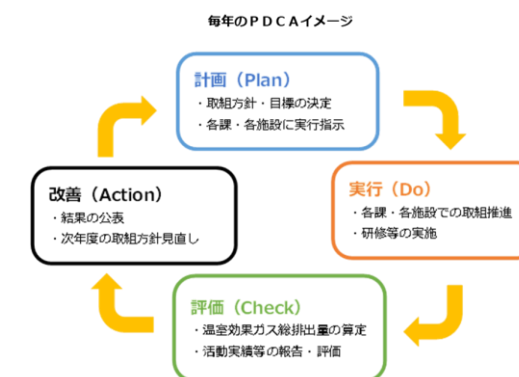 毎年のＰＤＣＡイメージ
計画（Plan）
・取組方針・目標の決定
・各課・各施設に実行指示
実行（Do）
・各課・各施設での取組推進
・研修等の実施
評価（Check）
・温室効果ガス総排出量の算定
・活動実績等の報告・評価
改善（Action）
・結果の公表
・次年度の取組方針見直し